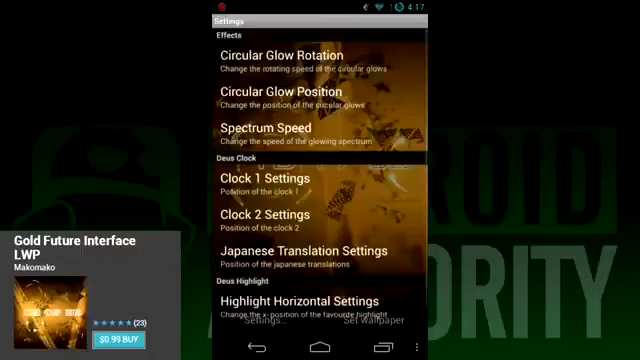 4:17
Settings
Effects
Circular Glow Rotation
Change the rotating speed of the circular glows
Circular Glow Position
Change the position of the circular glows
Spectrum Speed
Change the speed of the glowing spectrum
Deus Clock
Clock 1 Settings
Position of the clock 1
Clock 2 Settings
Position of the clock 2
Japanese Translation Settings
Position of the japanese translations
Deus Highlight
Highlight Horizontal Settings
Change the x-position of the favourite highlight
Settings... Set wallpaper
Gold Future Interface
LWP
Makomako
(23)
$0.99 BUY